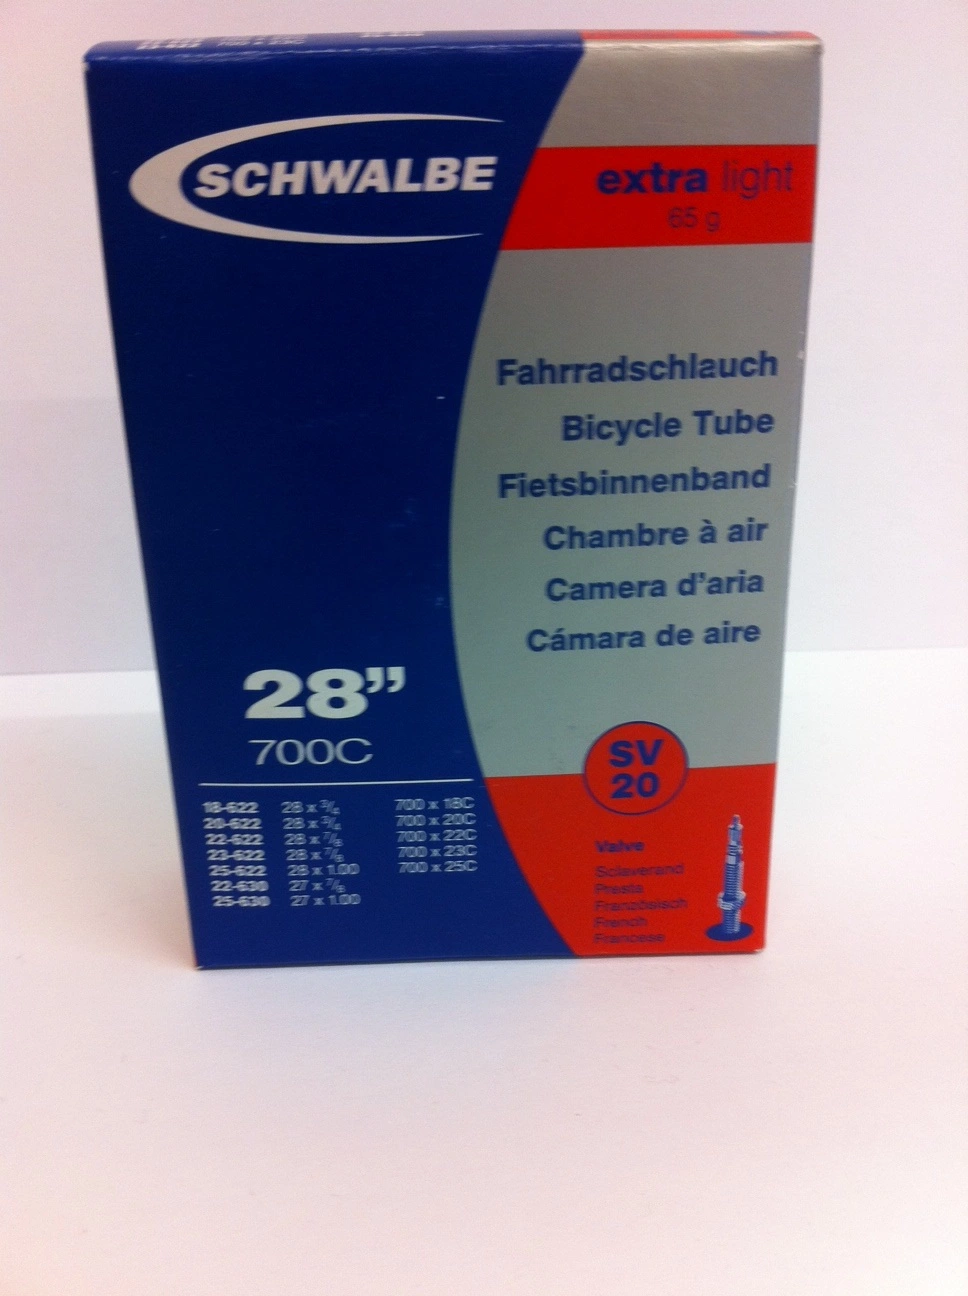 SCHWALBE
extra light
65 g
Fahrradschlauch
Bicycle Tube
Fietsbinnenband
Chambre à air
Camera d'aria
Cámara de aire
28”
700C
18-622 28 x 3/4 700 x 18C
20-622 28 x 3/4 700 x 20C
22-622 28 x 7/8 700 x 22C
23-622 28 x 7/8 700 x 23C
25-622 28 x 1.00 700 x 25C
22-630 27 x 7/8
25-630 27 x 1.00
SV
20
Valve
Sclaverand
Presta
Französisch
French
Francese